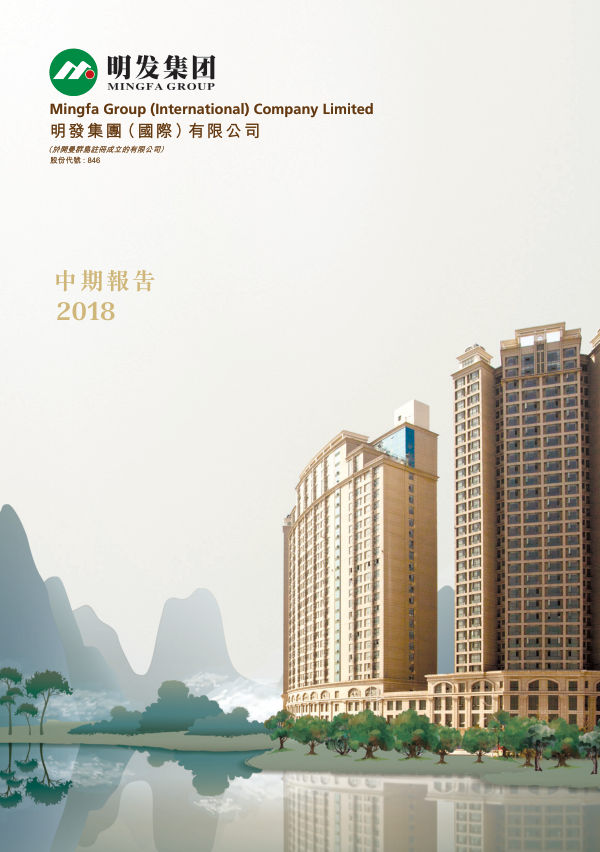 明发集团
MINGFA GROUP
Mingfa Group (International) Company Limited
明發集團（國際）有限公司
（於開曼群島註冊成立的有限公司）
股份代號：846
中期報告
2018